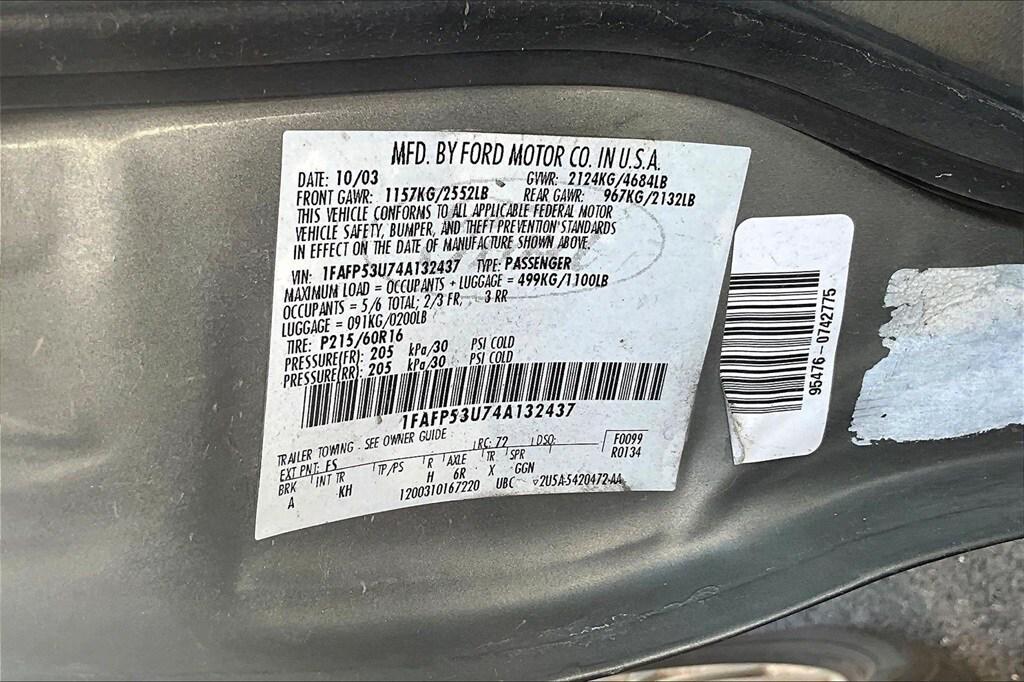 MFD. BY FORD MOTOR CO. IN U.S.A.
DATE: 10/03 GVWR: 2124KG/4684LB
FRONT GAWR: 1157KG/2552LB REAR GAWR: 967KG/2132LB
THIS VEHICLE CONFORMS TO ALL APPLICABLE FEDERAL MOTOR
VEHICLE SAFETY, BUMPER, AND THEFT PREVENTION STANDARDS
IN EFFECT ON THE DATE OF MANUFACTURE SHOWN ABOVE.
VIN: 1FAFP53U74A132437 TYPE: PASSENGER
MAXIMUM LOAD = OCCUPANTS + LUGGAGE = 499KG/1100LB
OCCUPANTS = 5/6 TOTAL; 2/3 FR, 3 RR
LUGGAGE = 091KG/0200LB
TIRE: P215/60R16
PRESSURE(FR): 205 kPa/30 PSI COLD
PRESSURE(RR): 205 kPa/30 PSI COLD
1FAFP53U74A132437
TRAILER TOWING - SEE OWNER GUIDE
EXT PNT: ES RC: 72 DSO: F0099
R0134
BRK INT TR TP/PS R AXLE TR SPR
A KH H 6R X GGN
1200310167220 UBC 2U5A-5420472-AA
95476-0742775